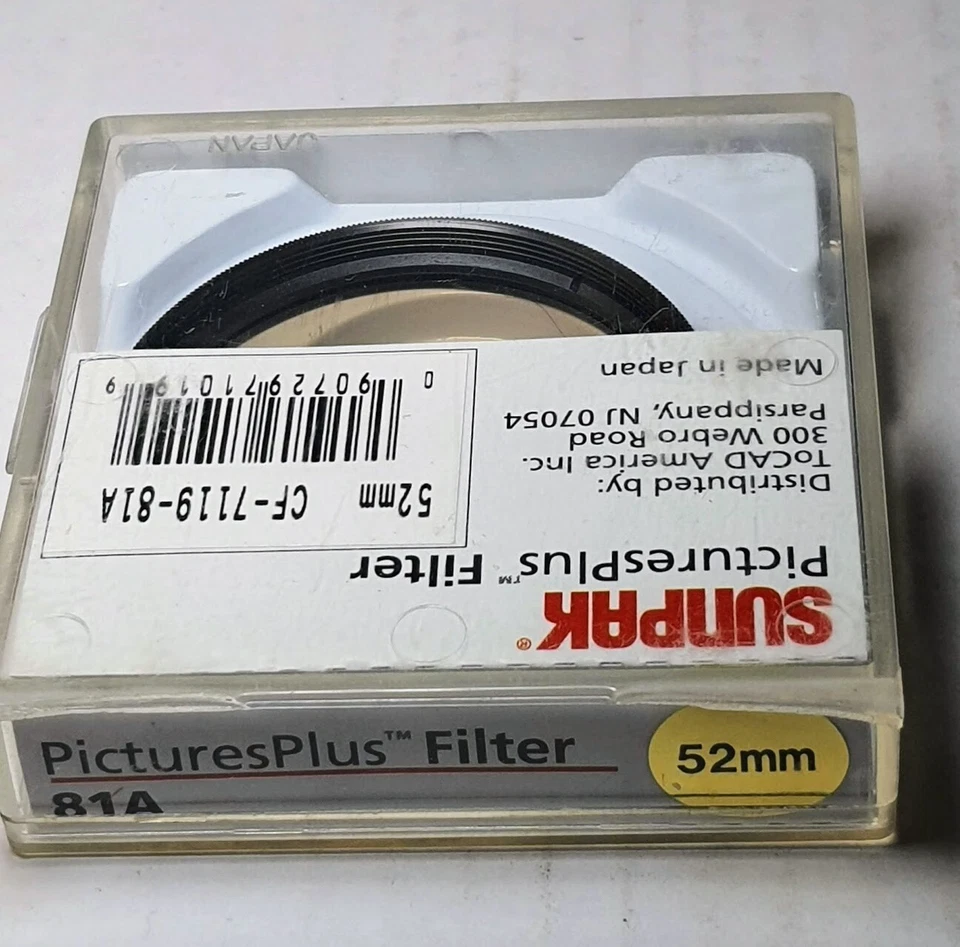 SUNPAK®
PicturesPlus™ Filter
Distributed by:
ToCAD America Inc.
300 Webro Road
Parsippany, NJ 07054
Made in Japan
52mm CF-7119-81A
0 90729 71019 9
JAPAN
PicturesPlus™ Filter
81A
52mm